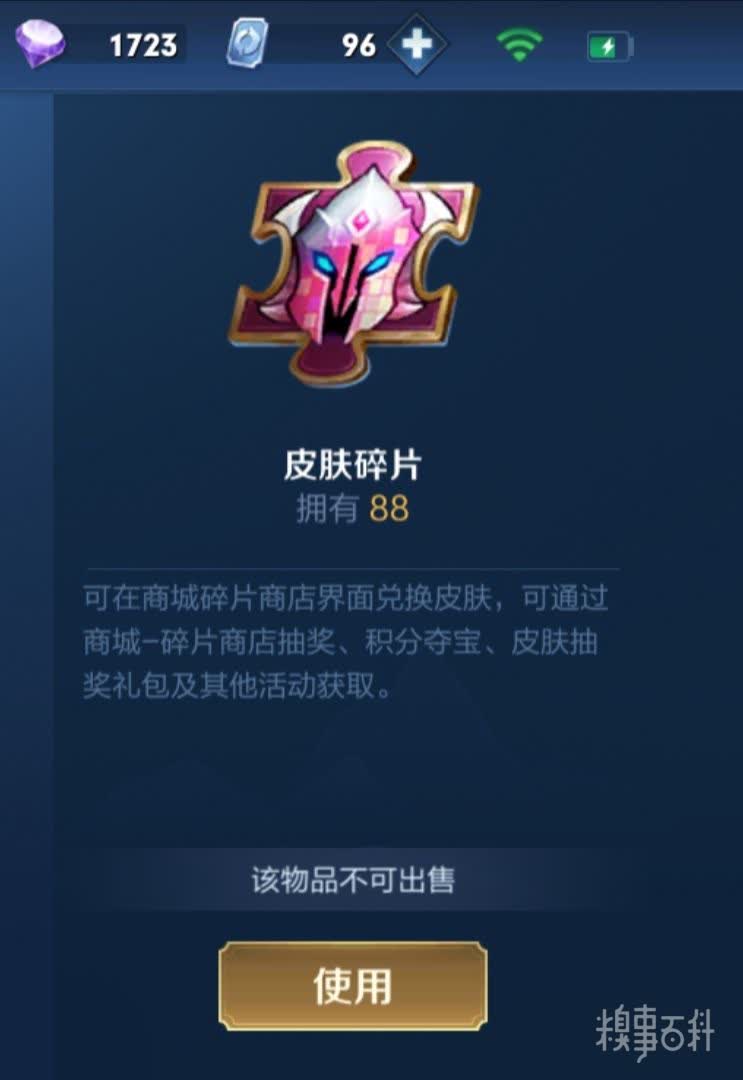 1723 96
皮肤碎片
拥有 88
可在商城碎片商店界面兑换皮肤，可通过
商城-碎片商店抽奖、积分夺宝、皮肤抽
奖礼包及其他活动获取。
该物品不可出售
使用
糗事百科